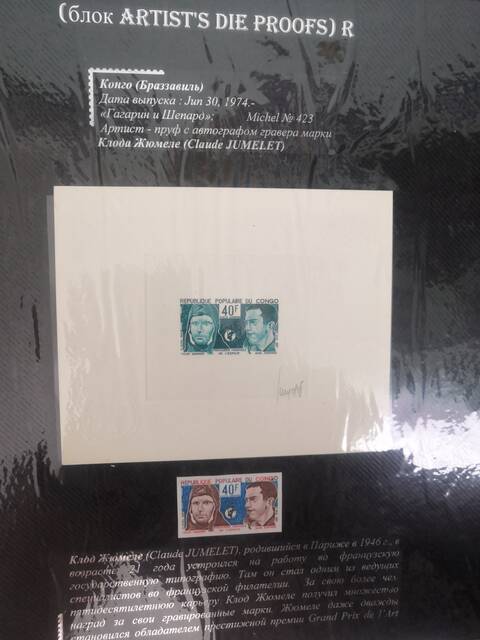 (блок ARTIST'S DIE PROOFS) R
Конго (Браззавиль)
Дата выпуска : Jun 30, 1974.-
«Гагарин и Шепард»: Michel № 423
Артист - пруф с автографом гравера марки
Клода Жюмеле (Claude JUMELET)
REPUBLIQUE POPULAIRE DU CONGO
40F
REPUBLIQUE POPULAIRE DU CONGO
40F
Клод Жюмеле (Claude JUMELET), родившийся в Париже в 1946 г., в
возрасте 21 года устроился на работу во французскую
государственную типографию. Там он стал одним из ведущих
специалистов во французской филателии. За свою более чем
пятидесятилетнюю карьеру Клод Жюмеле получил множество
наград за свои гравированные марки. Жюмеле даже дважды
становился обладателем престижной премии Grand Prix de l'Art